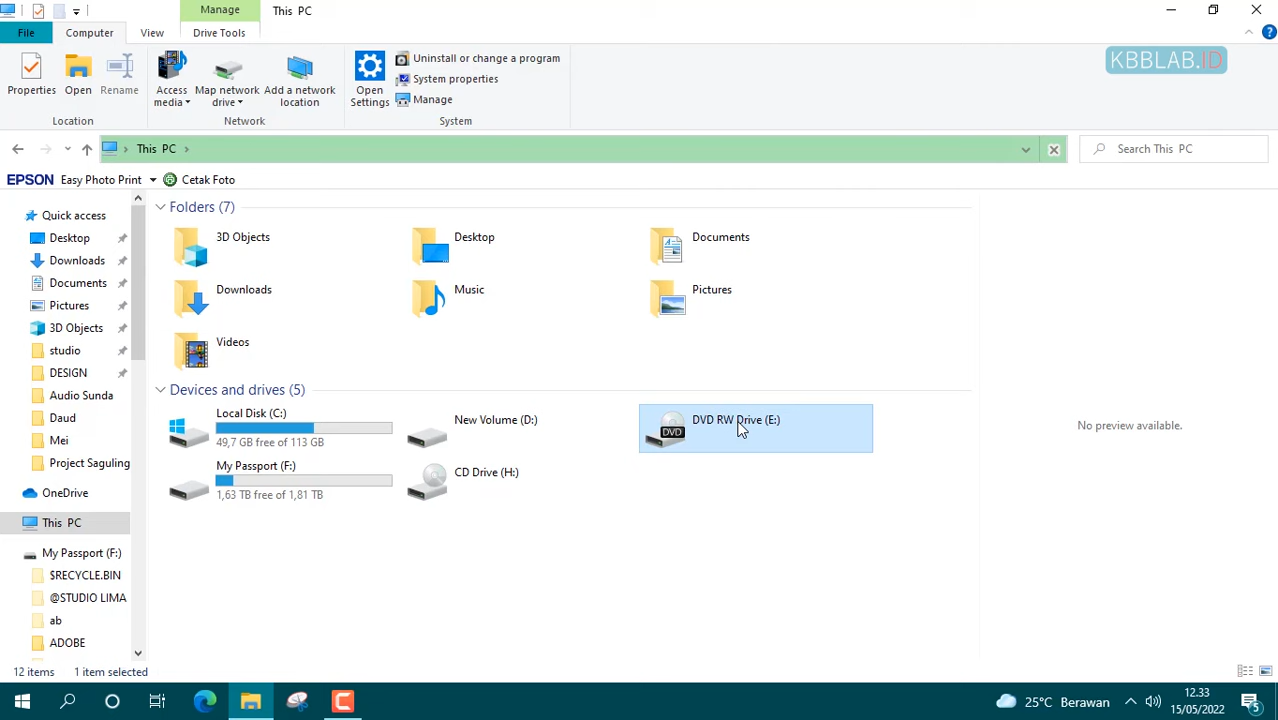 Manage
This PC
File
Computer
View
Drive Tools
Properties
Open
Rename
Access media
Map network drive
Add a network location
Open Settings
Uninstall or change a program
System properties
Manage
Location
Network
System
KBBLAB.ID
This PC
Search This PC
EPSON Easy Photo Print
Cetak Foto
Quick access
Desktop
Downloads
Documents
Pictures
3D Objects
studio
DESIGN
Audio Sunda
Daud
Mei
Project Saguling
OneDrive
This PC
My Passport (F:)
$RECYCLE.BIN
@STUDIO LIMA
ab
ADOBE
Folders (7)
3D Objects
Desktop
Documents
Downloads
Music
Pictures
Videos
Devices and drives (5)
Local Disk (C:)
49,7 GB free of 113 GB
New Volume (D:)
DVD RW Drive (E:)
DVD
My Passport (F:)
1,63 TB free of 1,81 TB
CD Drive (H:)
No preview available.
12 items
1 item selected
25°C Berawan
12.33
15/05/2022
5